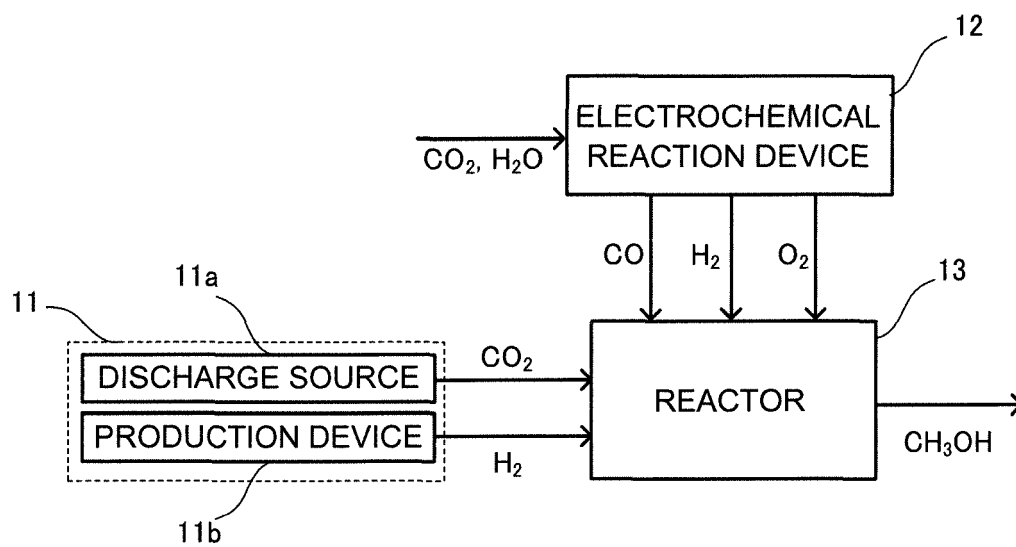 12
ELECTROCHEMICAL
REACTION DEVICE
CO₂, H₂O
CO
H₂
O₂
11a
11
13
DISCHARGE SOURCE
CO₂
REACTOR
PRODUCTION DEVICE
H₂
CH₃OH
11b